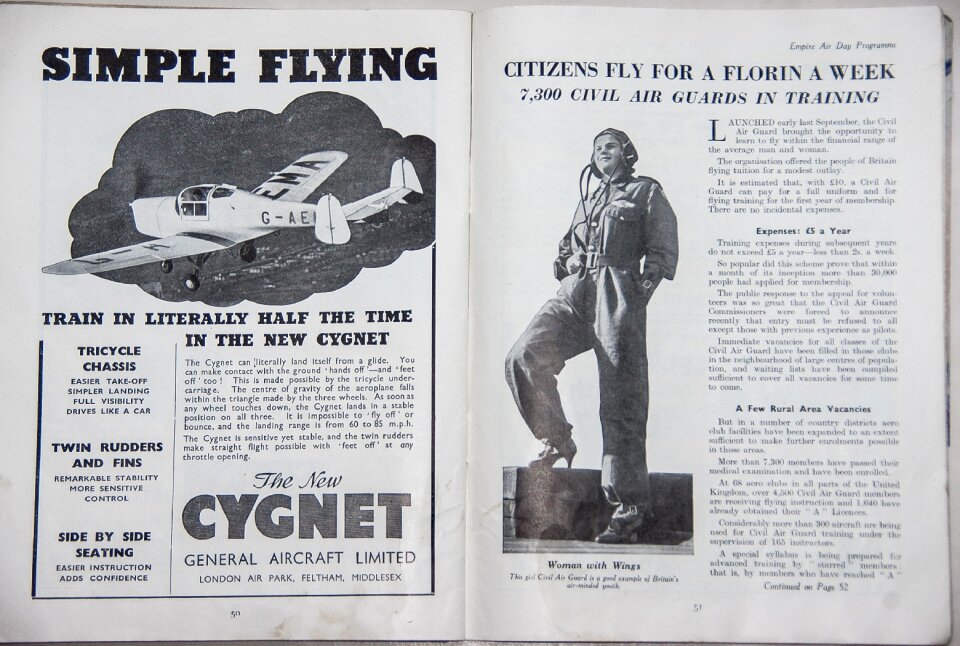 SIMPLE FLYING
G-AE
EMA
TRAIN IN LITERALLY HALF THE TIME
IN THE NEW CYGNET
TRICYCLE
CHASSIS
EASIER TAKE-OFF
SIMPLER LANDING
FULL VISIBILITY
DRIVES LIKE A CAR
TWIN RUDDERS
AND FINS
REMARKABLE STABILITY
MORE SENSITIVE
CONTROL
SIDE BY SIDE
SEATING
EASIER INSTRUCTION
ADDS CONFIDENCE
The Cygnet can literally land itself from a glide. You
can make contact with the ground 'hands off'—and 'feet
off' too! This is made possible by the tricycle under-
carriage. The centre of gravity of the aeroplane falls
within the triangle made by the three wheels. As soon as
any wheel touches down, the Cygnet lands in a stable
position on all three. It is impossible to 'fly off' or
bounce, and the landing range is from 60 to 85 m.p.h.
The Cygnet is sensitive yet stable, and the twin rudders
make straight flight possible with 'feet off' at any
throttle opening.
The New
CYGNET
GENERAL AIRCRAFT LIMITED
LONDON AIR PARK, FELTHAM, MIDDLESEX
50
Empire Air Day Programme
CITIZENS FLY FOR A FLORIN A WEEK
7,300 CIVIL AIR GUARDS IN TRAINING
LAUNCHED early last September, the Civil
Air Guard brought the opportunity to
learn to fly within the financial range of
the average man and woman.
The organisation offered the people of Britain
flying tuition for a modest outlay.
It is estimated that, with £10, a Civil Air
Guard can pay for a full uniform and for
flying training for the first year of membership.
There are no incidental expenses.
Expenses: £5 a Year
Training expenses during subsequent years
do not exceed £5 a year—less than 2s. a week.
So popular did this scheme prove that within
a month of its inception more than 30,000
people had applied for membership.
The public response to the appeal for volun-
teers was so great that the Civil Air Guard
Commissioners were forced to announce
recently that entry must be refused to all
except those with previous experience as pilots.
Immediate vacancies for all classes of the
Civil Air Guard have been filled in those clubs
in the neighbourhood of large centres of popula-
tion, and waiting lists have been compiled
sufficient to cover all vacancies for some time
to come.
A Few Rural Area Vacancies
But in a number of country districts aero
club facilities have been expanded to an extent
sufficient to make further enrolments possible
in those areas.
More than 7,300 members have passed their
medical examination and have been enrolled.
At 68 aero clubs in all parts of the United
Kingdom, over 4,500 Civil Air Guard members
are receiving flying instruction and 1,640 have
already obtained their "A" Licences.
Considerably more than 300 aircraft are being
used for Civil Air Guard training under the
supervision of 165 instructors.
A special syllabus is being prepared for
advanced training by "starred" members
that is, by members who have reached "A"
Continued on Page 52
Woman with Wings
This girl Civil Air Guard is a good example of Britain's
air-minded youth.
51